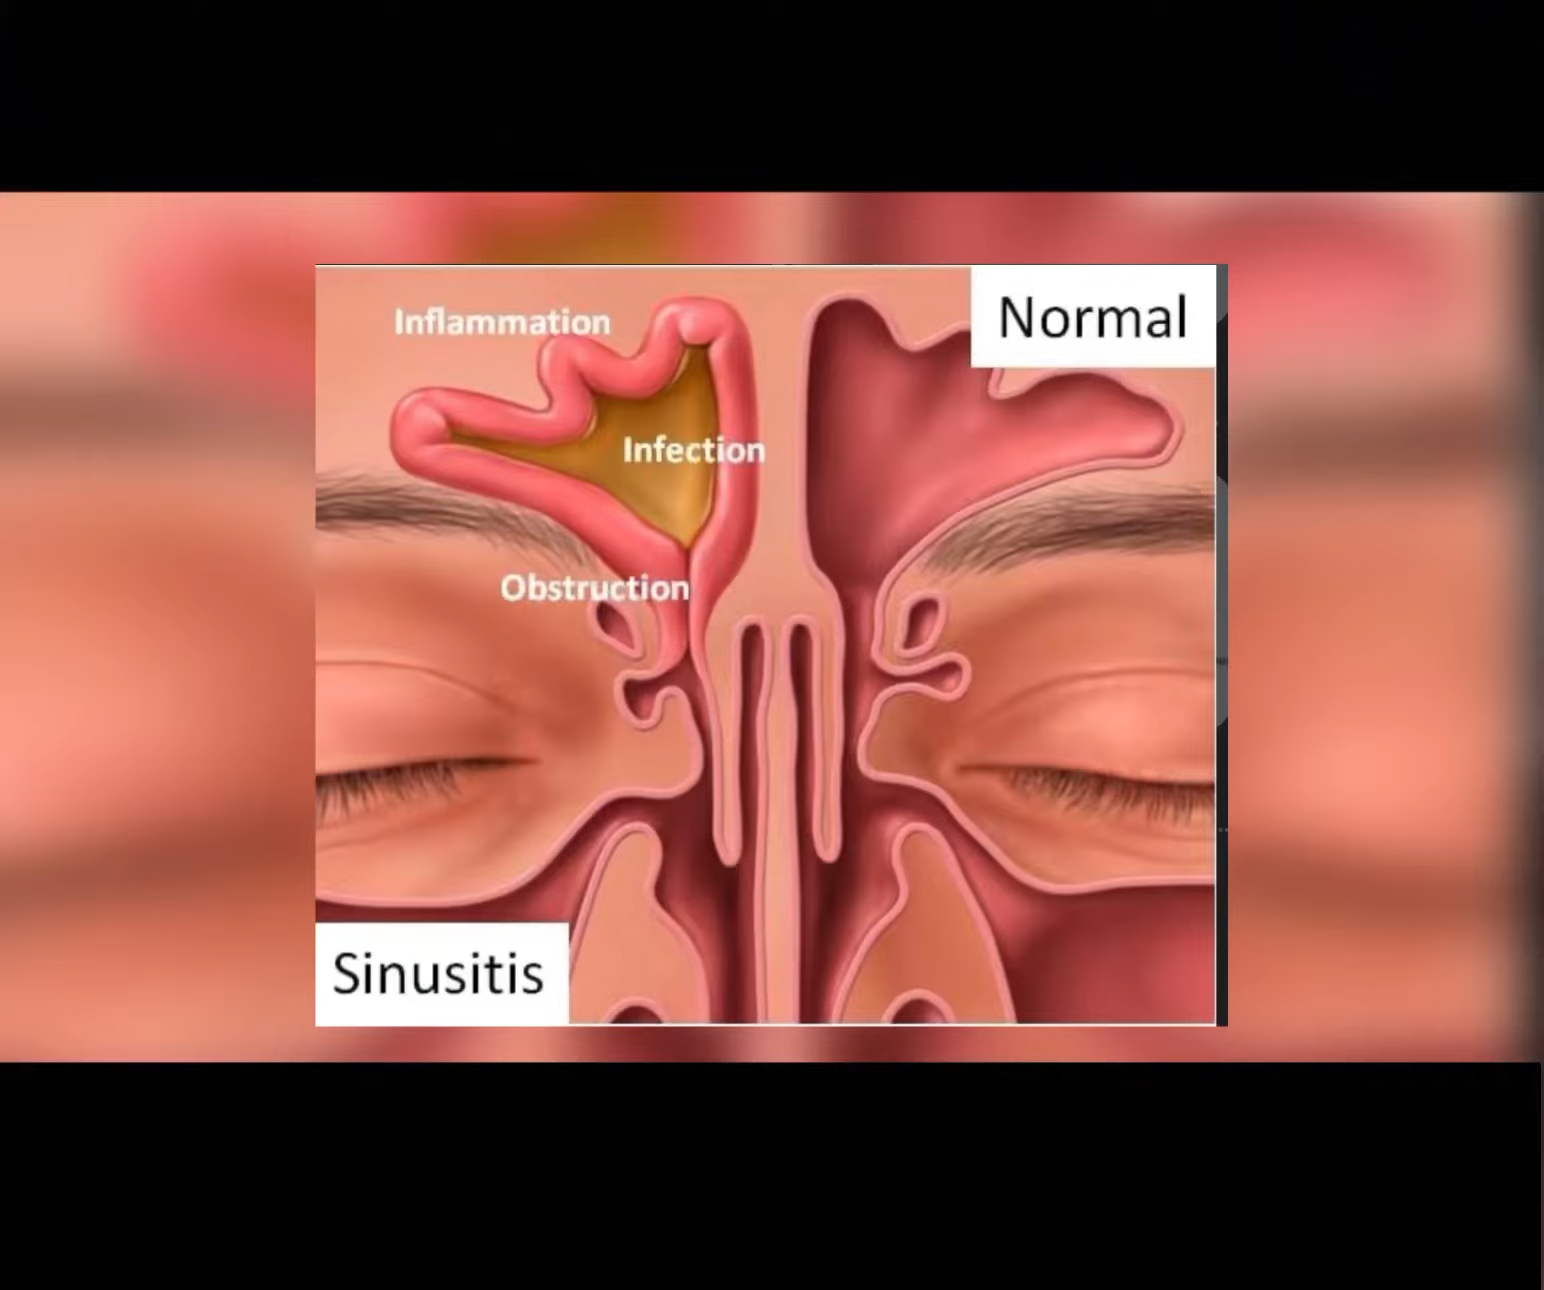 Inflammation
Normal
Infection
Obstruction
Sinusitis